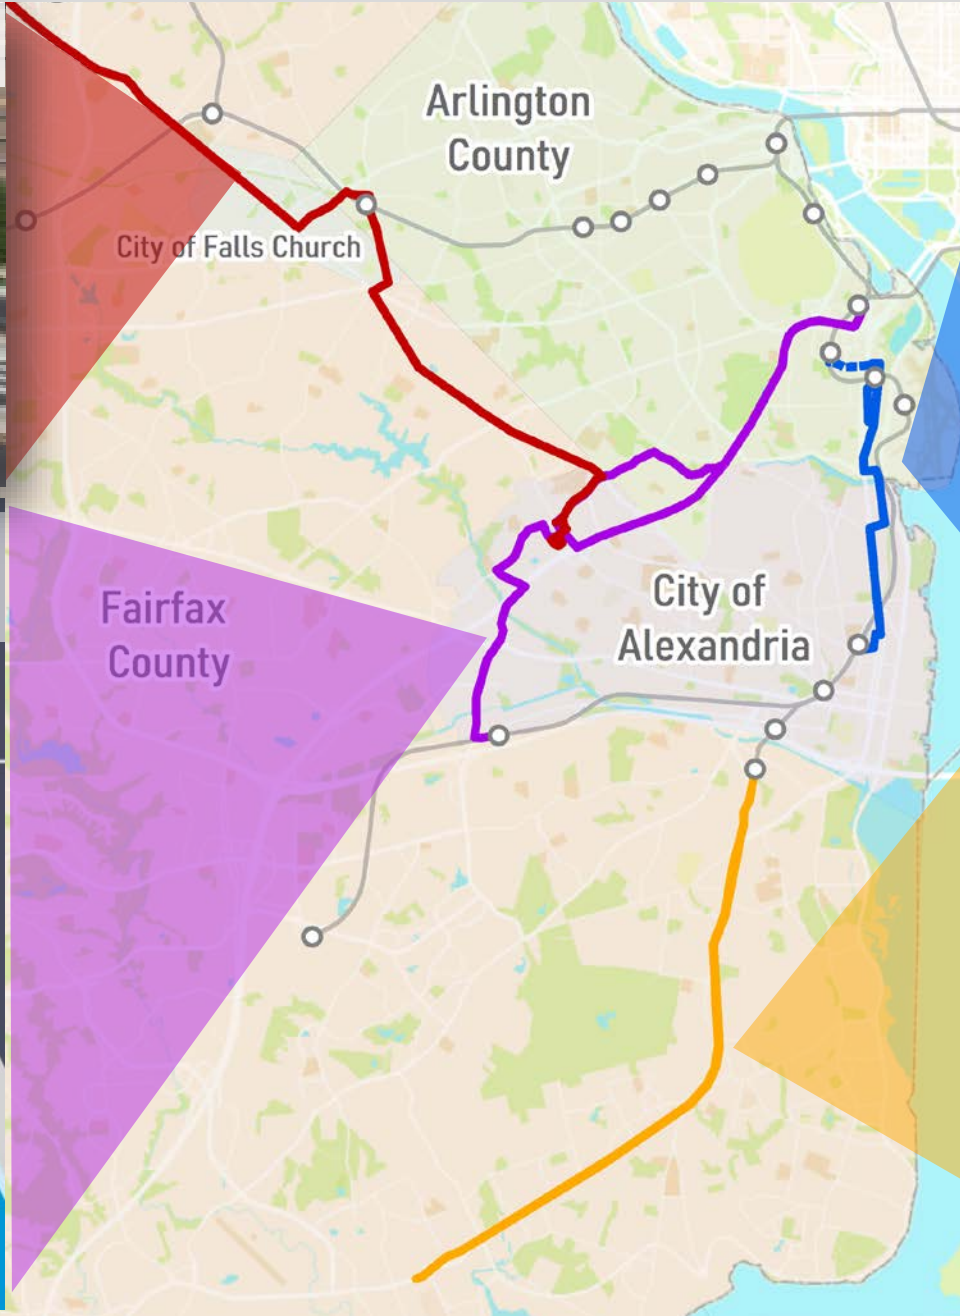 Arlington
County
City of Falls Church
City of
Alexandria
Fairfax
County